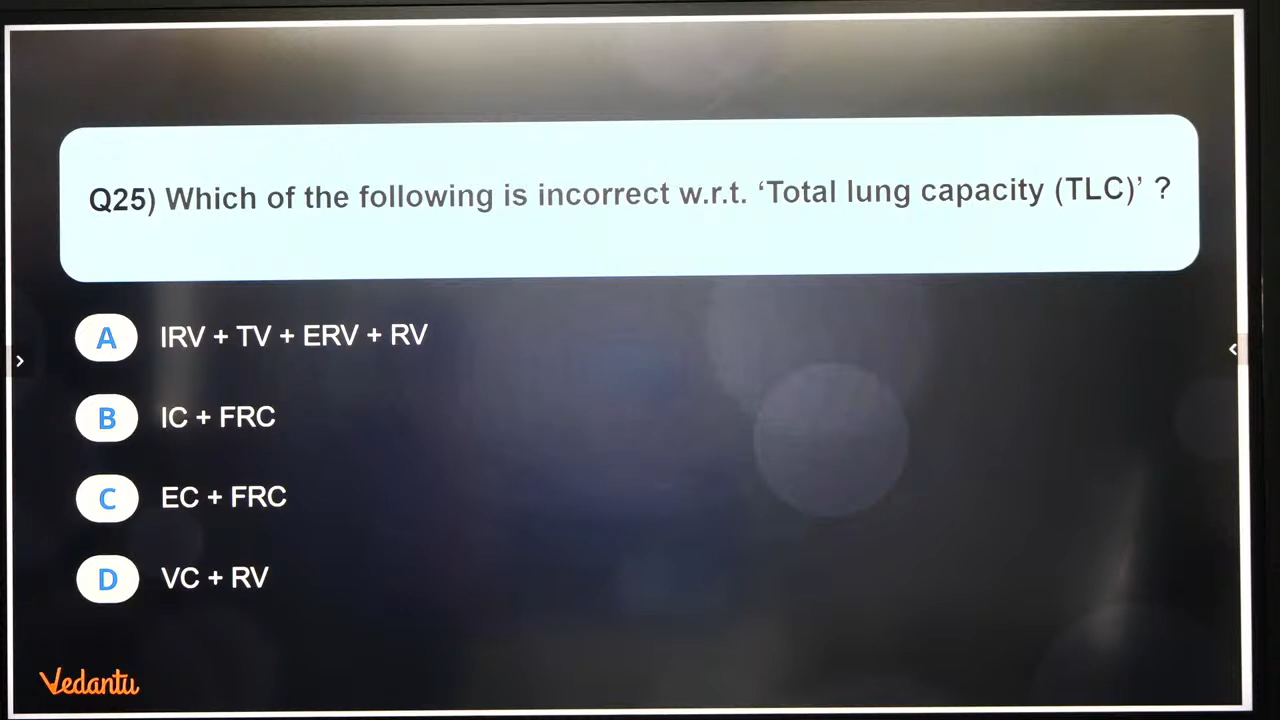 Q25) Which of the following is incorrect w.r.t. ‘Total lung capacity (TLC)’ ?
A IRV + TV + ERV + RV
B IC + FRC
C EC + FRC
D VC + RV
Vedantu